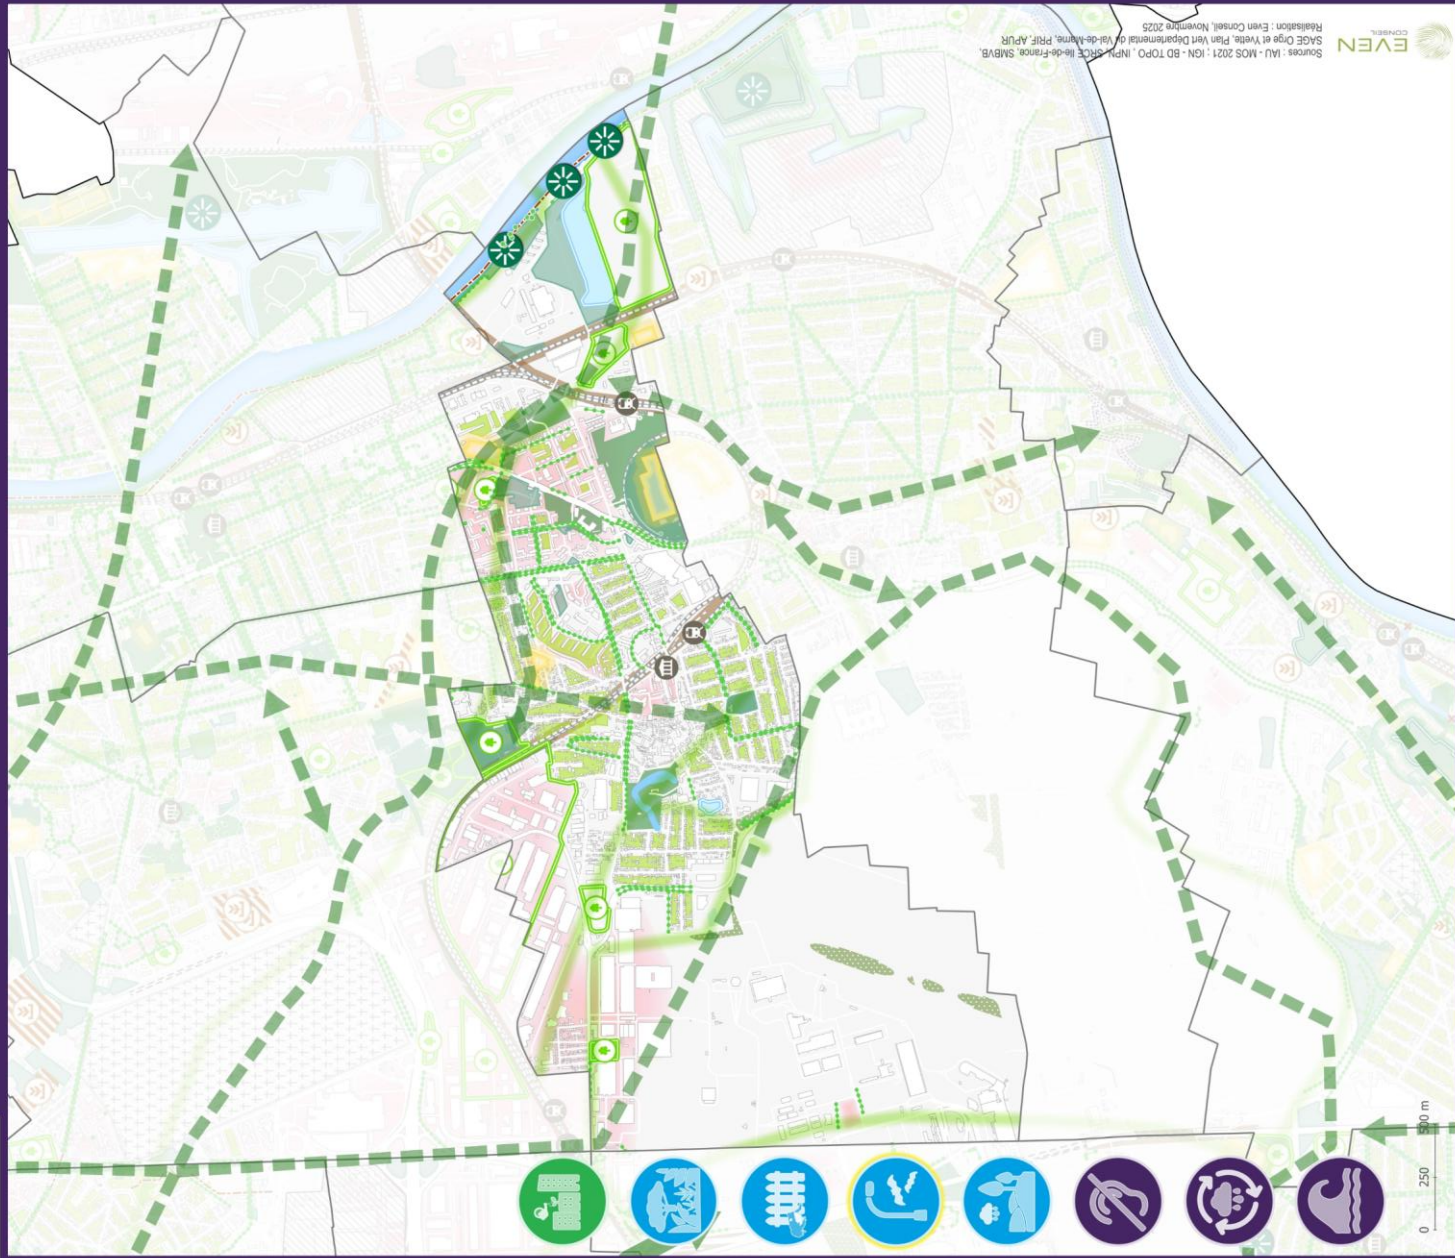 EVEN
CONSEIL
Sources : IAU - MOS 2021 ; IGN - BD TOPO , INPN, SRCE Ile-de-France, SMBVB,
SAGE Orge et Yvette, Plan Vert Départemental du Val-de-Marne, PRIF, APUR
Réalisation : Even Conseil, Novembre 2025
0 250 500 m